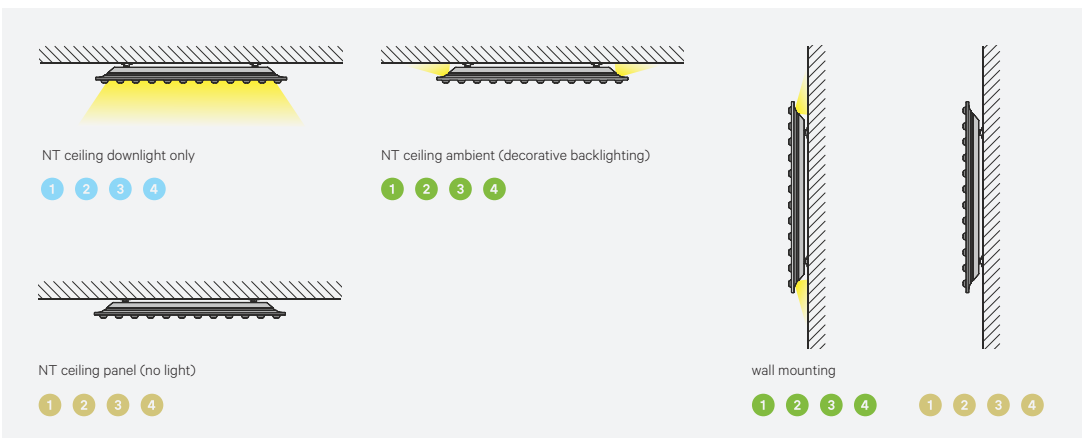 NT ceiling downlight only
1 2 3 4
NT ceiling ambient (decorative backlighting)
1 2 3 4
NT ceiling panel (no light)
1 2 3 4
wall mounting
1 2 3 4
1 2 3 4